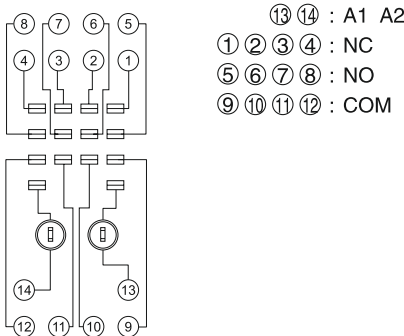 ⑧ ⑦ ⑥ ⑤
④ ③ ② ①
⑭ ⑬
⑫ ⑪ ⑩ ⑨
⑬ ⑭ : A1 A2
① ② ③ ④ : NC
⑤ ⑥ ⑦ ⑧ : NO
⑨ ⑩ ⑪ ⑫ : COM